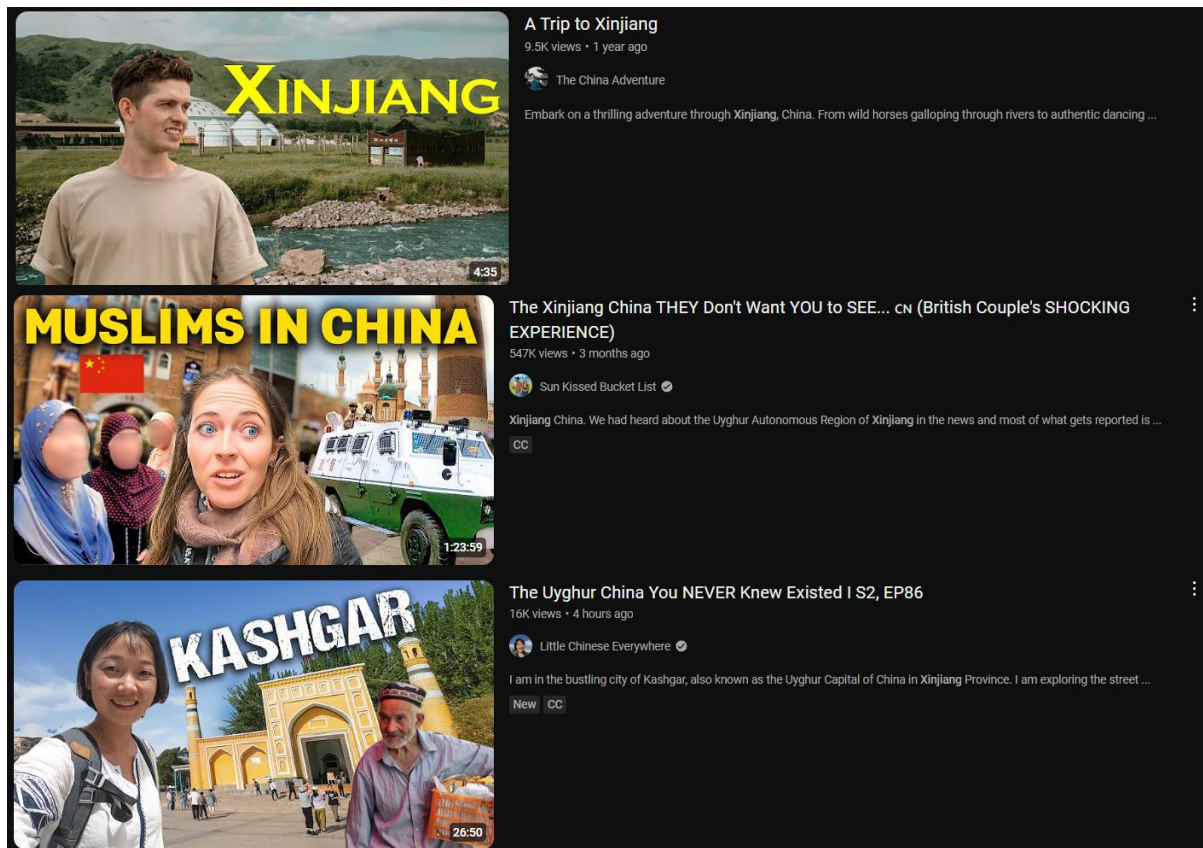 XINJIANG
4:35
A Trip to Xinjiang
9.5K views • 1 year ago
The China Adventure
Embark on a thrilling adventure through Xinjiang, China. From wild horses galloping through rivers to authentic dancing ...
MUSLIMS IN CHINA
1:23:59
The Xinjiang China THEY Don't Want YOU to SEE... CN (British Couple's SHOCKING
EXPERIENCE)
547K views • 3 months ago
Sun Kissed Bucket List
Xinjiang China. We had heard about the Uyghur Autonomous Region of Xinjiang in the news and most of what gets reported is ...
CC
KASHGAR
26:50
The Uyghur China You NEVER Knew Existed I S2, EP86
16K views • 4 hours ago
Little Chinese Everywhere
I am in the bustling city of Kashgar, also known as the Uyghur Capital of China in Xinjiang Province. I am exploring the street ...
New CC